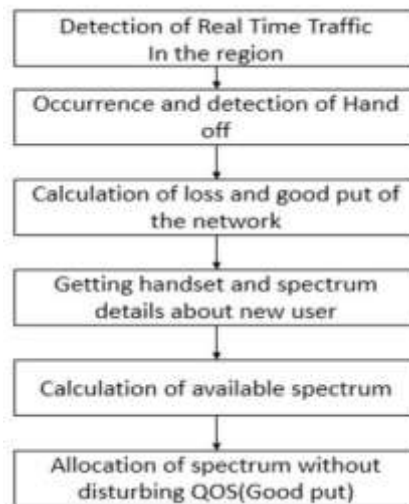 Detection of Real Time Traffic
In the region
Occurrence and detection of Hand
off
Calculation of loss and good put of
the network
Getting handset and spectrum
details about new user
Calculation of available spectrum
Allocation of spectrum without
disturbing QOS(Good put)